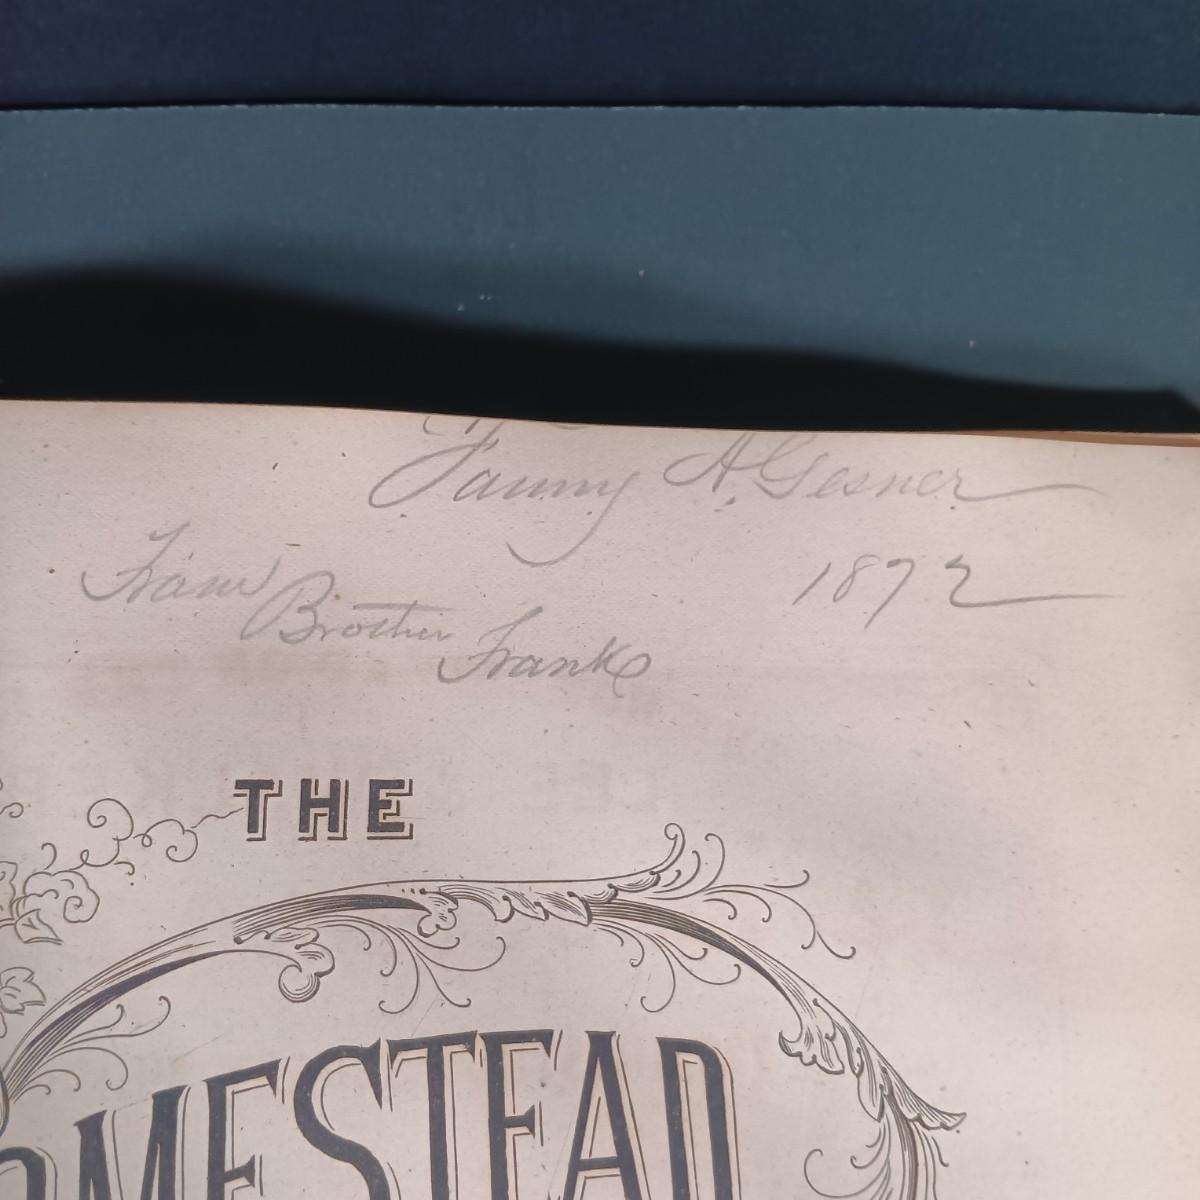 Fanny A. Gesner
From Brother Frank
1872
THE
OMESTEAD